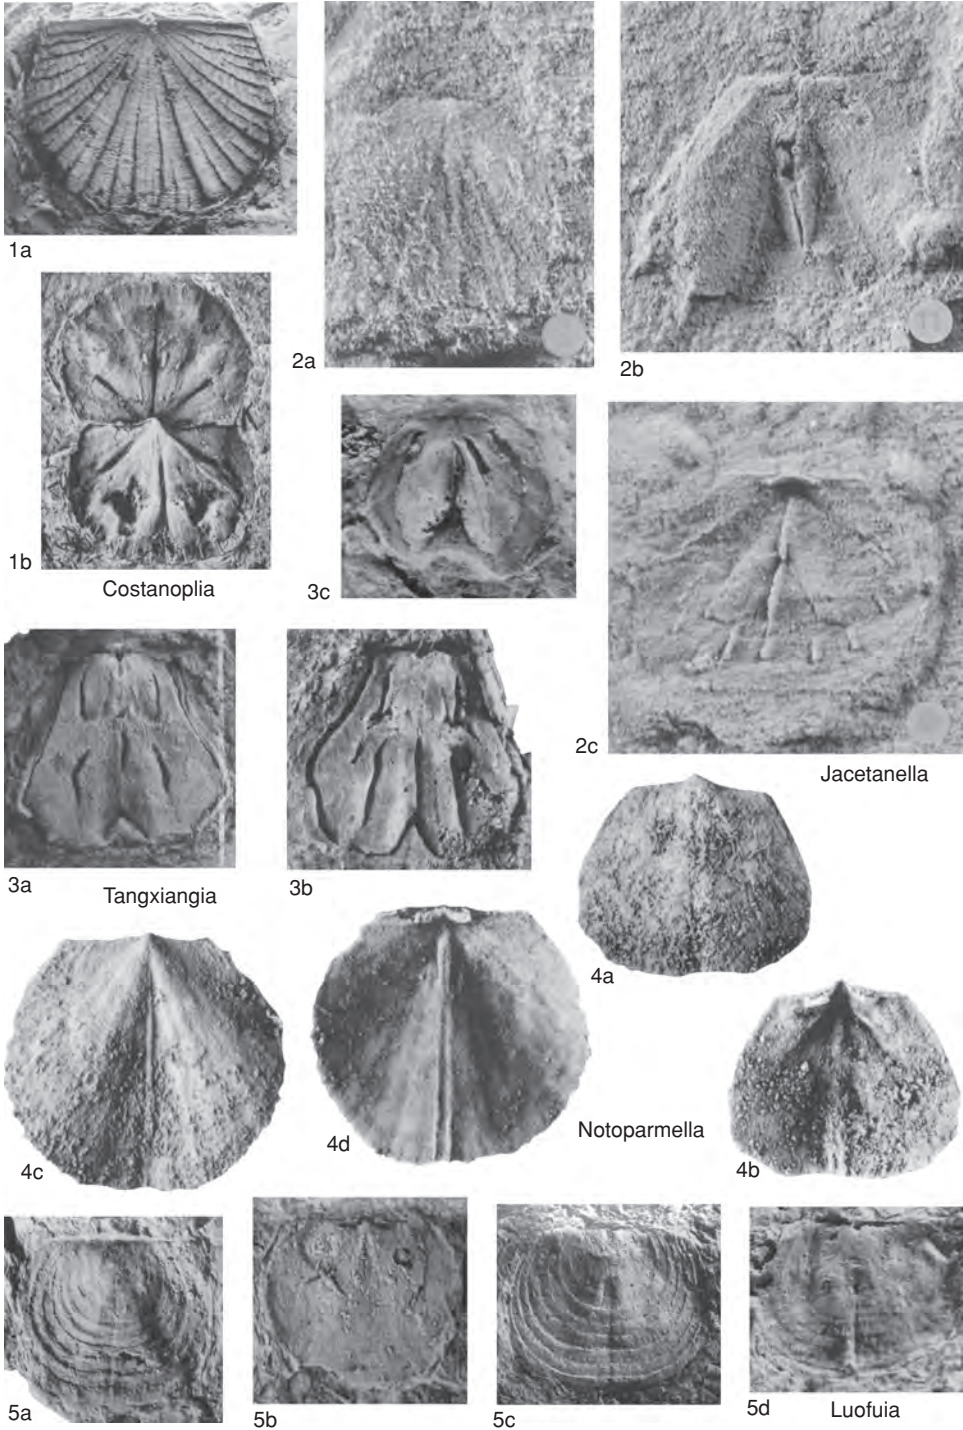 1a
2a
2b
1b
Costanoplia
3c
2c
Jacetanella
3a
Tangxiangia
3b
4a
4c
4d
Notoparmella
4b
5a
5b
5c
5d
Luofuia